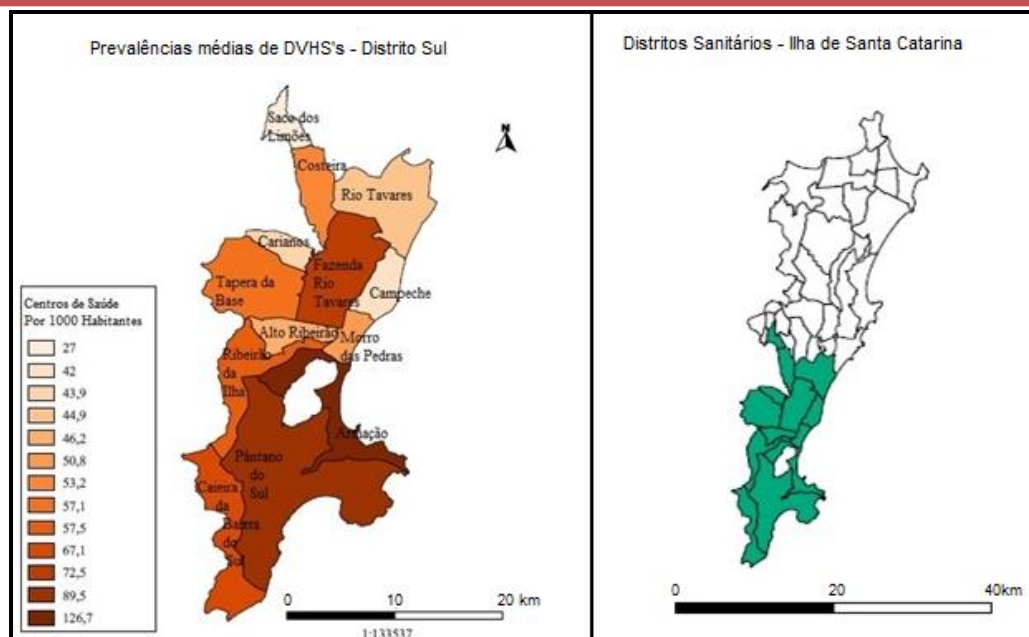 Prevalências médias de DVHS's - Distrito Sul
N
Saco dos
Limões
Costeira
Rio Tavares
Carianos
Fazenda
Rio
Tavares
Tapera da
Base
Campeche
Alto Ribeirão
Morro
das Pedras
Ribeirão
da
Ilha
Armação
Pântano
do
Sul
Caieira
da
Barra
do
Sul
Centros de Saúde
Por 1000 Habitantes
27
42
43,9
44,9
46,2
50,8
53,2
57,1
57,5
67,1
72,5
89,5
126,7
0 10 20 km
1:133537
Distritos Sanitários - Ilha de Santa Catarina
0 20 40km